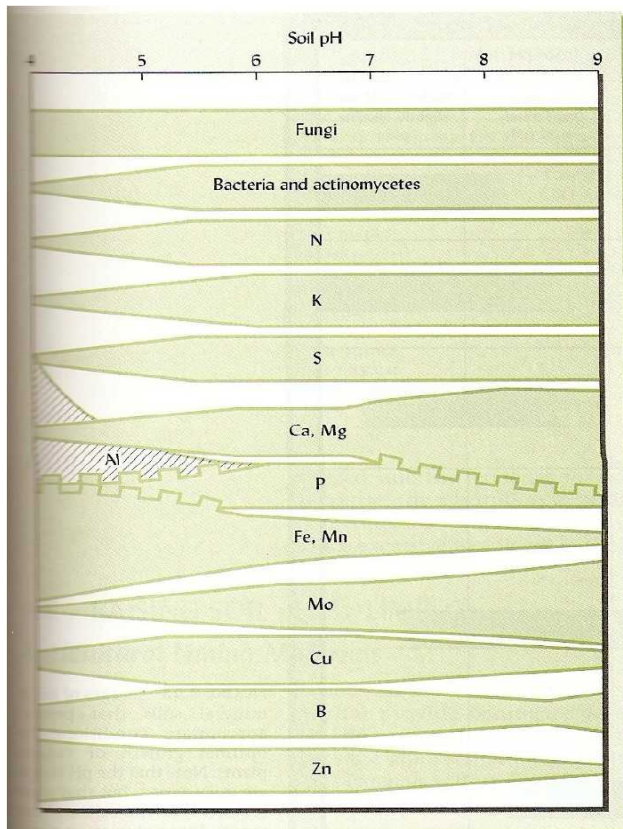 Soil pH
4 5 6 7 8 9
Fungi
Bacteria and actinomycetes
N
K
S
Ca, Mg
Al
P
Fe, Mn
Mo
Cu
B
Zn